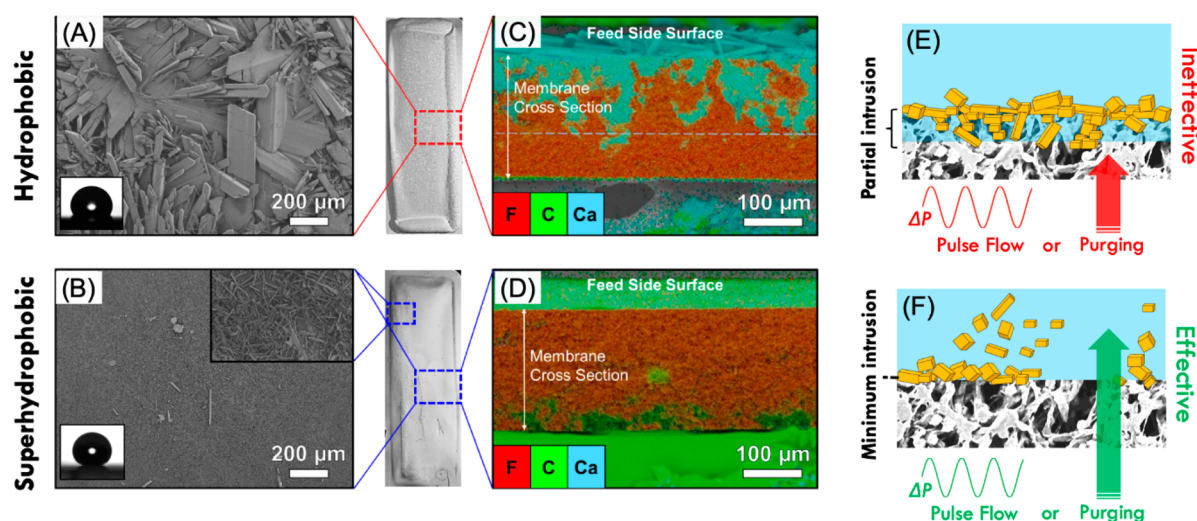 Hydrophobic
(A)
200 μm
(C)
Feed Side Surface
Membrane
Cross Section
F C Ca
100 μm
(E)
Partial intrusion
Ineffective
ΔP
Pulse Flow or Purging
Superhydrophobic
(B)
200 μm
(D)
Feed Side Surface
Membrane
Cross Section
F C Ca
100 μm
(F)
Minimum intrusion
Effective
ΔP
Pulse Flow or Purging